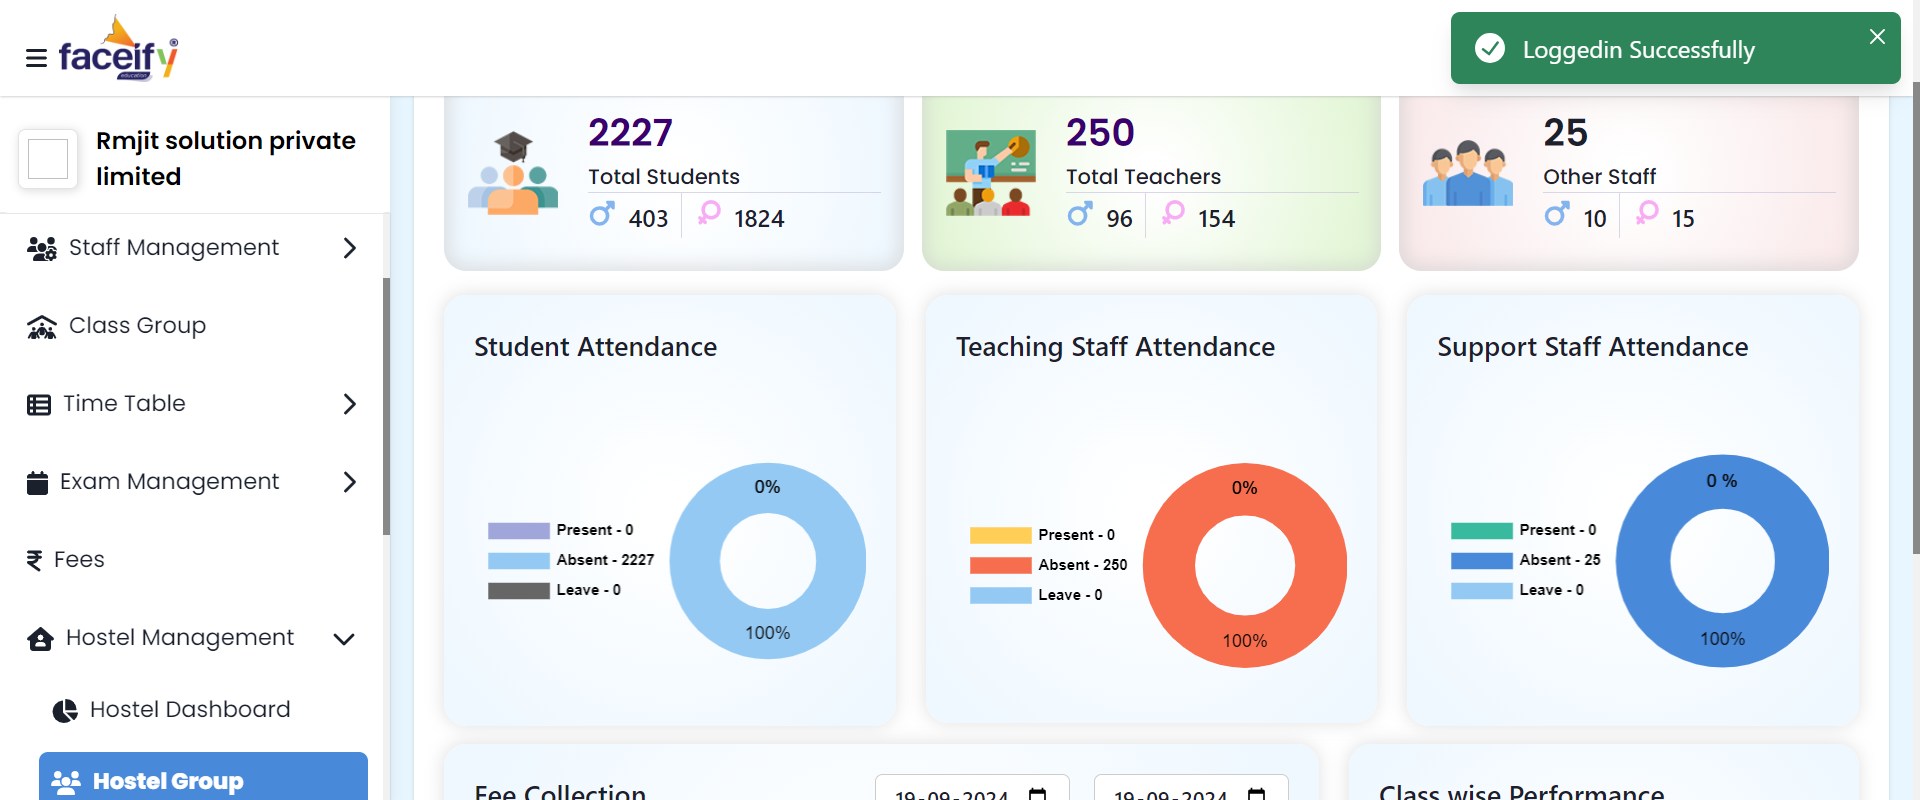 faceify
education
Loggedin Successfully
Rmjit solution private
limited
Staff Management
Class Group
Time Table
Exam Management
Fees
Hostel Management
Hostel Dashboard
Hostel Group
2227
Total Students
403 1824
250
Total Teachers
96 154
25
Other Staff
10 15
Student Attendance
Present - 0
Absent - 2227
Leave - 0
0%
100%
Teaching Staff Attendance
Present - 0
Absent - 250
Leave - 0
0%
100%
Support Staff Attendance
Present - 0
Absent - 25
Leave - 0
0 %
100%
Fee Collection
19-09-2024
19-09-2024
Class wise Performance